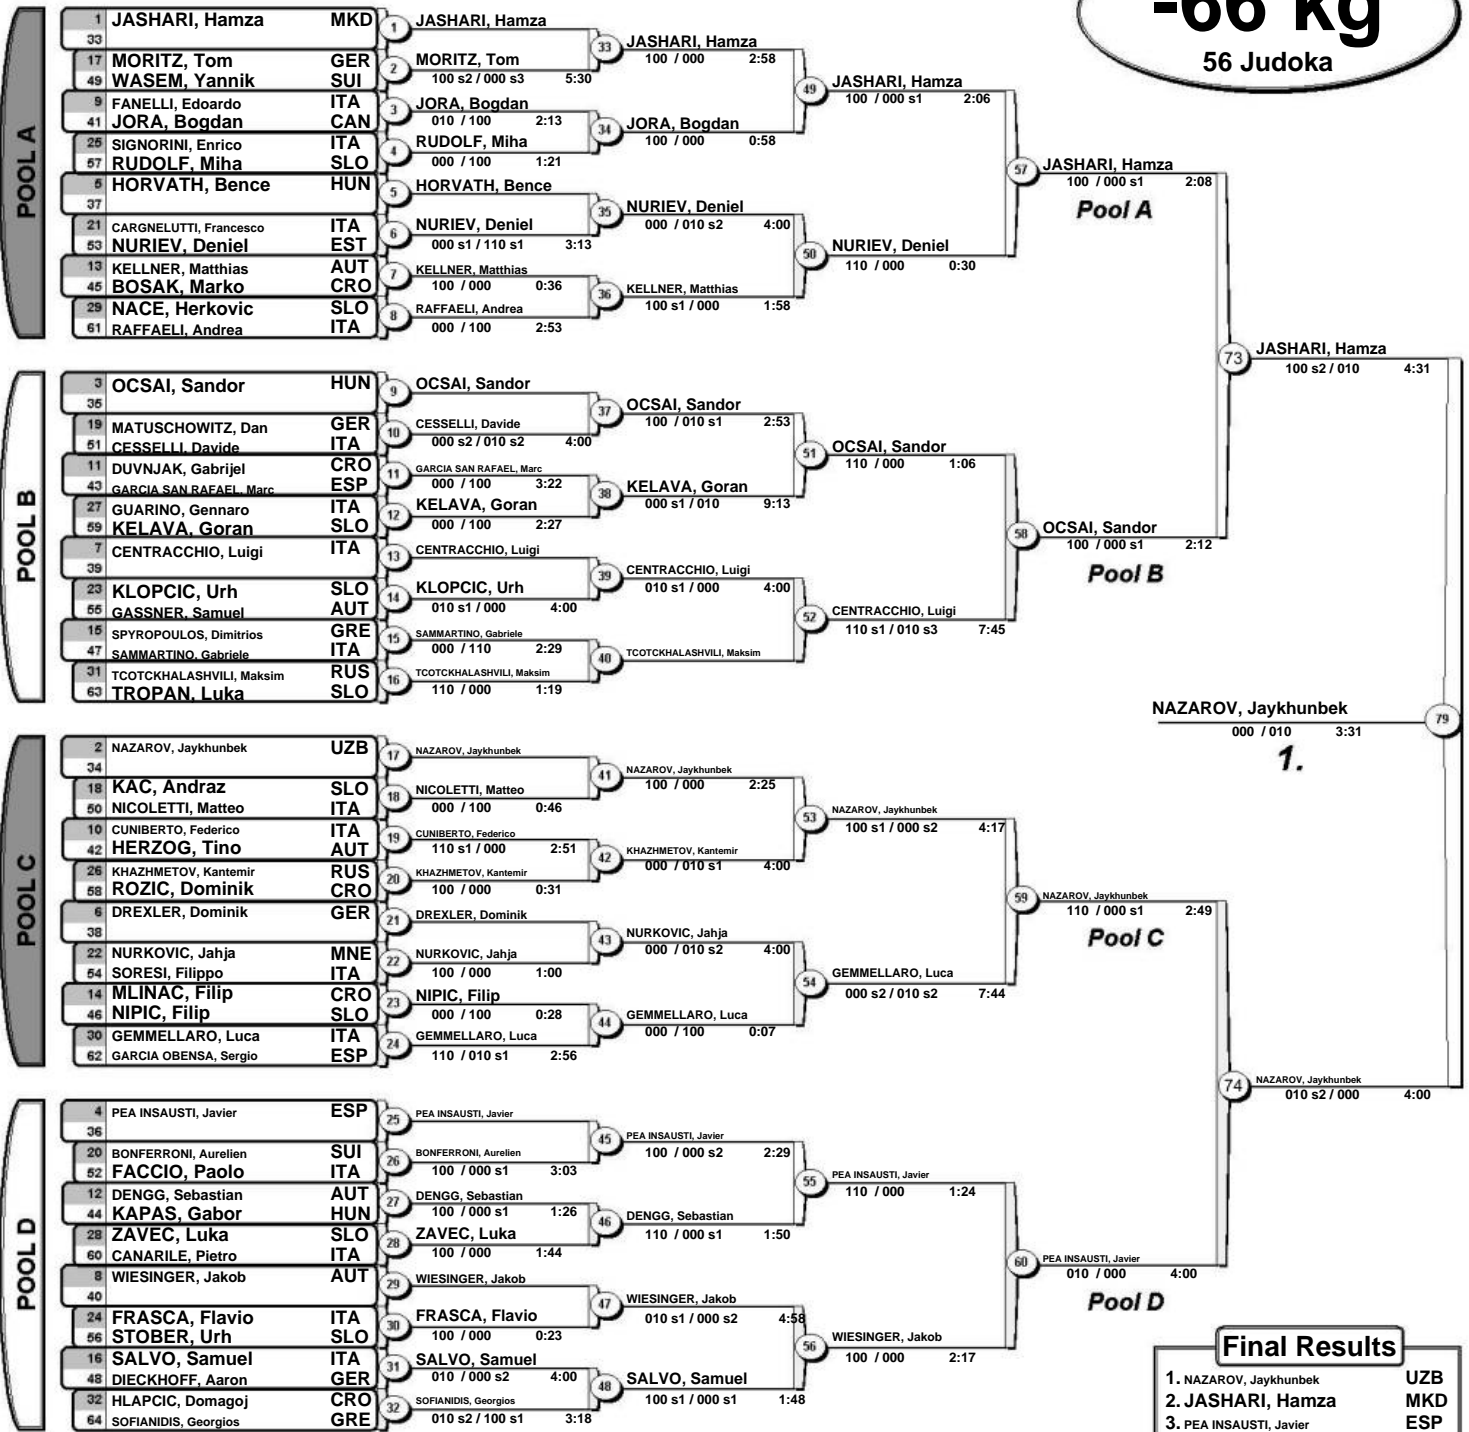 -66 kg
56 Judoka
POOL A
1 JASHARI, Hamza MKD
33
17 MORITZ, Tom GER
49 WASEM, Yannik SUI
9 FANELLI, Edoardo ITA
41 JORA, Bogdan CAN
25 SIGNORINI, Enrico ITA
57 RUDOLF, Miha SLO
5 HORVATH, Bence HUN
37
21 CARGNELUTTI, Francesco ITA
53 NURIEV, Deniel EST
13 KELLNER, Matthias AUT
45 BOSAK, Marko CRO
29 NACE, Herkovic SLO
61 RAFFAELI, Andrea ITA
1 JASHARI, Hamza
2 MORITZ, Tom
100 s2 / 000 s3 5:30
3 JORA, Bogdan
010 / 100 2:13
4 RUDOLF, Miha
000 / 100 1:21
5 HORVATH, Bence
6 NURIEV, Deniel
000 s1 / 110 s1 3:13
7 KELLNER, Matthias
100 / 000 0:36
8 RAFFAELI, Andrea
000 / 100 2:53
33 JASHARI, Hamza
100 / 000 2:58
34 JORA, Bogdan
100 / 000 0:58
35 NURIEV, Deniel
000 / 010 s2 4:00
36 KELLNER, Matthias
100 s1 / 000 1:58
49 JASHARI, Hamza
100 / 000 s1 2:06
50 NURIEV, Deniel
110 / 000 0:30
57 JASHARI, Hamza
100 / 000 s1 2:08
Pool A
POOL B
3 OCSAI, Sandor HUN
35
19 MATUSCHOWITZ, Dan GER
51 CESSELLI, Davide ITA
11 DUVNJAK, Gabrijel CRO
43 GARCIA SAN RAFAEL, Marc ESP
27 GUARINO, Gennaro ITA
59 KELAVA, Goran SLO
7 CENTRACCHIO, Luigi ITA
39
23 KLOPCIC, Urh SLO
55 GASSNER, Samuel AUT
15 SPYROPOULOS, Dimitrios GRE
47 SAMMARTINO, Gabriele ITA
31 TCOTCKHALASHVILI, Maksim RUS
63 TROPAN, Luka SLO
9 OCSAI, Sandor
10 CESSELLI, Davide
000 s2 / 010 s2 4:00
11 GARCIA SAN RAFAEL, Marc
000 / 100 3:22
12 KELAVA, Goran
000 / 100 2:27
13 CENTRACCHIO, Luigi
14 KLOPCIC, Urh
010 s1 / 000 4:00
15 SAMMARTINO, Gabriele
000 / 110 2:29
16 TCOTCKHALASHVILI, Maksim
110 / 000 1:19
37 OCSAI, Sandor
100 / 010 s1 2:53
38 KELAVA, Goran
000 s1 / 010 9:13
39 CENTRACCHIO, Luigi
010 s1 / 000 4:00
40 TCOTCKHALASHVILI, Maksim
51 OCSAI, Sandor
110 / 000 1:06
52 CENTRACCHIO, Luigi
110 s1 / 010 s3 7:45
58 OCSAI, Sandor
100 / 000 s1 2:12
Pool B
73 JASHARI, Hamza
100 s2 / 010 4:31
NAZAROV, Jaykhunbek 79
000 / 010 3:31
1.
POOL C
2 NAZAROV, Jaykhunbek UZB
34
18 KAC, Andraz SLO
50 NICOLETTI, Matteo ITA
10 CUNIBERTO, Federico ITA
42 HERZOG, Tino AUT
26 KHAZHMETOV, Kantemir RUS
58 ROZIC, Dominik CRO
6 DREXLER, Dominik GER
38
22 NURKOVIC, Jahja MNE
54 SORESI, Filippo ITA
14 MLINAC, Filip CRO
46 NIPIC, Filip SLO
30 GEMMELLARO, Luca ITA
62 GARCIA OBENSA, Sergio ESP
17 NAZAROV, Jaykhunbek
18 NICOLETTI, Matteo
000 / 100 0:46
19 CUNIBERTO, Federico
110 s1 / 000 2:51
20 KHAZHMETOV, Kantemir
100 / 000 0:31
21 DREXLER, Dominik
22 NURKOVIC, Jahja
100 / 000 1:00
23 NIPIC, Filip
000 / 100 0:28
24 GEMMELLARO, Luca
110 / 010 s1 2:56
41 NAZAROV, Jaykhunbek
100 / 000 2:25
42 KHAZHMETOV, Kantemir
000 / 010 s1 4:00
43 NURKOVIC, Jahja
000 / 010 s2 4:00
44 GEMMELLARO, Luca
000 / 100 0:07
53 NAZAROV, Jaykhunbek
100 s1 / 000 s2 4:17
54 GEMMELLARO, Luca
000 s2 / 010 s2 7:44
59 NAZAROV, Jaykhunbek
110 / 000 s1 2:49
Pool C
74 NAZAROV, Jaykhunbek
010 s2 / 000 4:00
POOL D
4 PEA INSAUSTI, Javier ESP
36
20 BONFERRONI, Aurelien SUI
52 FACCIO, Paolo ITA
12 DENGG, Sebastian AUT
44 KAPAS, Gabor HUN
28 ZAVEC, Luka SLO
60 CANARILE, Pietro ITA
8 WIESINGER, Jakob AUT
40
24 FRASCA, Flavio ITA
56 STOBER, Urh SLO
16 SALVO, Samuel ITA
48 DIECKHOFF, Aaron GER
32 HLAPCIC, Domagoj CRO
64 SOFIANIDIS, Georgios GRE
25 PEA INSAUSTI, Javier
26 BONFERRONI, Aurelien
100 / 000 s1 3:03
27 DENGG, Sebastian
100 / 000 s1 1:26
28 ZAVEC, Luka
100 / 000 1:44
29 WIESINGER, Jakob
30 FRASCA, Flavio
100 / 000 0:23
31 SALVO, Samuel
010 / 000 s2 4:00
32 SOFIANIDIS, Georgios
010 s2 / 100 s1 3:18
45 PEA INSAUSTI, Javier
100 / 000 s2 2:29
46 DENGG, Sebastian
110 / 000 s1 1:50
47 WIESINGER, Jakob
010 s1 / 000 s2 4:58
48 SALVO, Samuel
100 s1 / 000 s1 1:48
55 PEA INSAUSTI, Javier
110 / 000 1:24
56 WIESINGER, Jakob
100 / 000 2:17
60 PEA INSAUSTI, Javier
010 / 000 4:00
Pool D
Final Results
1. NAZAROV, Jaykhunbek UZB
2. JASHARI, Hamza MKD
3. PEA INSAUSTI, Javier ESP